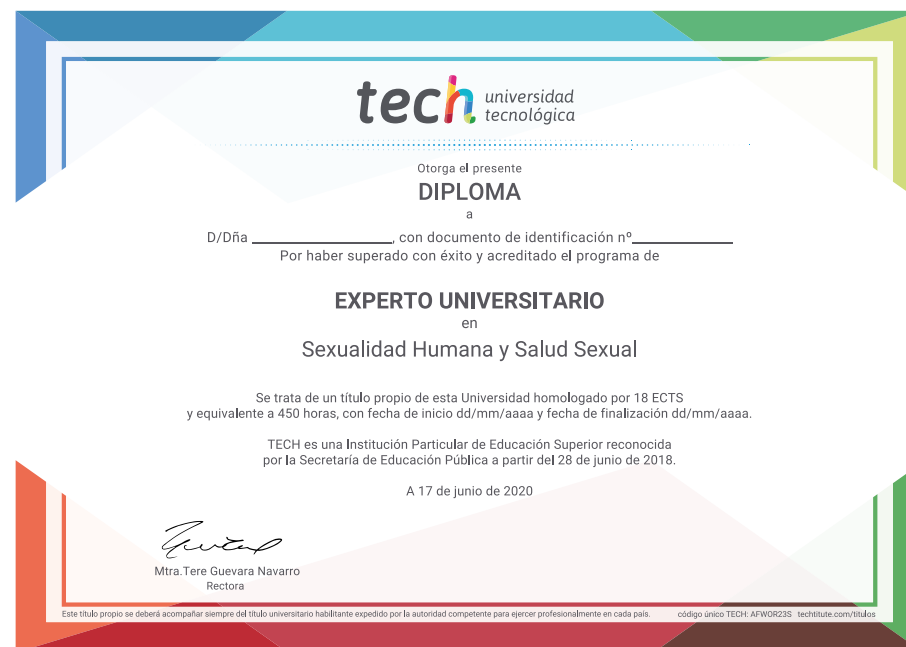 tech universidad
tecnológica
Otorga el presente
DIPLOMA
a
D/Dña ____________________, con documento de identificación nº______________
Por haber superado con éxito y acreditado el programa de
EXPERTO UNIVERSITARIO
en
Sexualidad Humana y Salud Sexual
Se trata de un título propio de esta Universidad homologado por 18 ECTS
y equivalente a 450 horas, con fecha de inicio dd/mm/aaaa y fecha de finalización dd/mm/aaaa.
TECH es una Institución Particular de Educación Superior reconocida
por la Secretaría de Educación Pública a partir del 28 de junio de 2018.
A 17 de junio de 2020
Mtra.Tere Guevara Navarro
Rectora
Este título propio se deberá acompañar siempre del título universitario habilitante expedido por la autoridad competente para ejercer profesionalmente en cada país. código único TECH: AFWOR23S techtitute.com/titulos